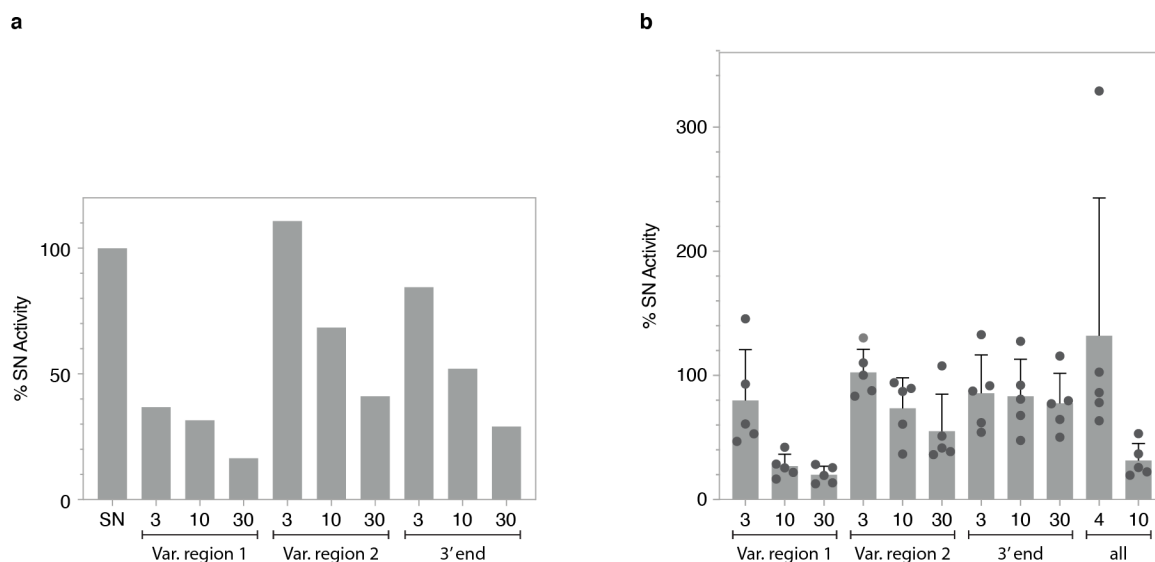 a
% SN Activity
100
50
0
SN 3 10 30 3 10 30 3 10 30
Var. region 1 Var. region 2 3’ end
b
% SN Activity
300
200
100
0
3 10 30 3 10 30 3 10 30 4 10
Var. region 1 Var. region 2 3’ end all